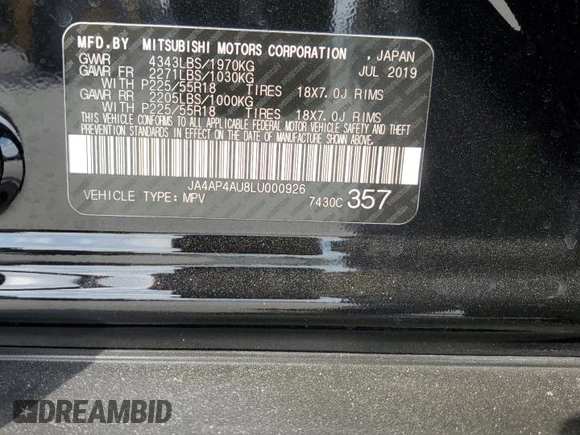 MFD.BY MITSUBISHI MOTORS CORPORATION , JAPAN
GVWR 4343LBS/1970KG JUL 2019
GAWR FR 2271LBS/1030KG
WITH P225/55R18 TIRES 18X7.0J RIMS
GAWR RR 2205LBS/1000KG
WITH P225/55R18 TIRES 18X7.0J RIMS
THIS VEHICLE CONFORMS TO ALL APPLICABLE FEDERAL MOTOR VEHICLE SAFETY AND THEFT
PREVENTION STANDARDS IN EFFECT ON THE DATE OF MANUFACTURE SHOWN ABOVE.
JA4AP4AU8LU000926
VEHICLE TYPE: MPV 7430C 357
DREAMBID